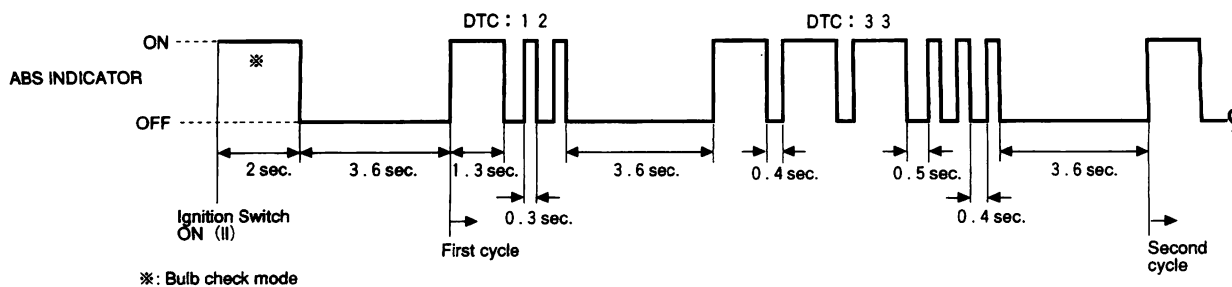 DTC : 1 2
DTC : 3 3
ON
※
ABS INDICATOR
OFF
2 sec.
3.6 sec.
1.3 sec.
3.6 sec.
0.4 sec.
0.5 sec.
3.6 sec.
0.3 sec.
0.4 sec.
Ignition Switch
ON (II)
First cycle
Second
cycle
※: Bulb check mode